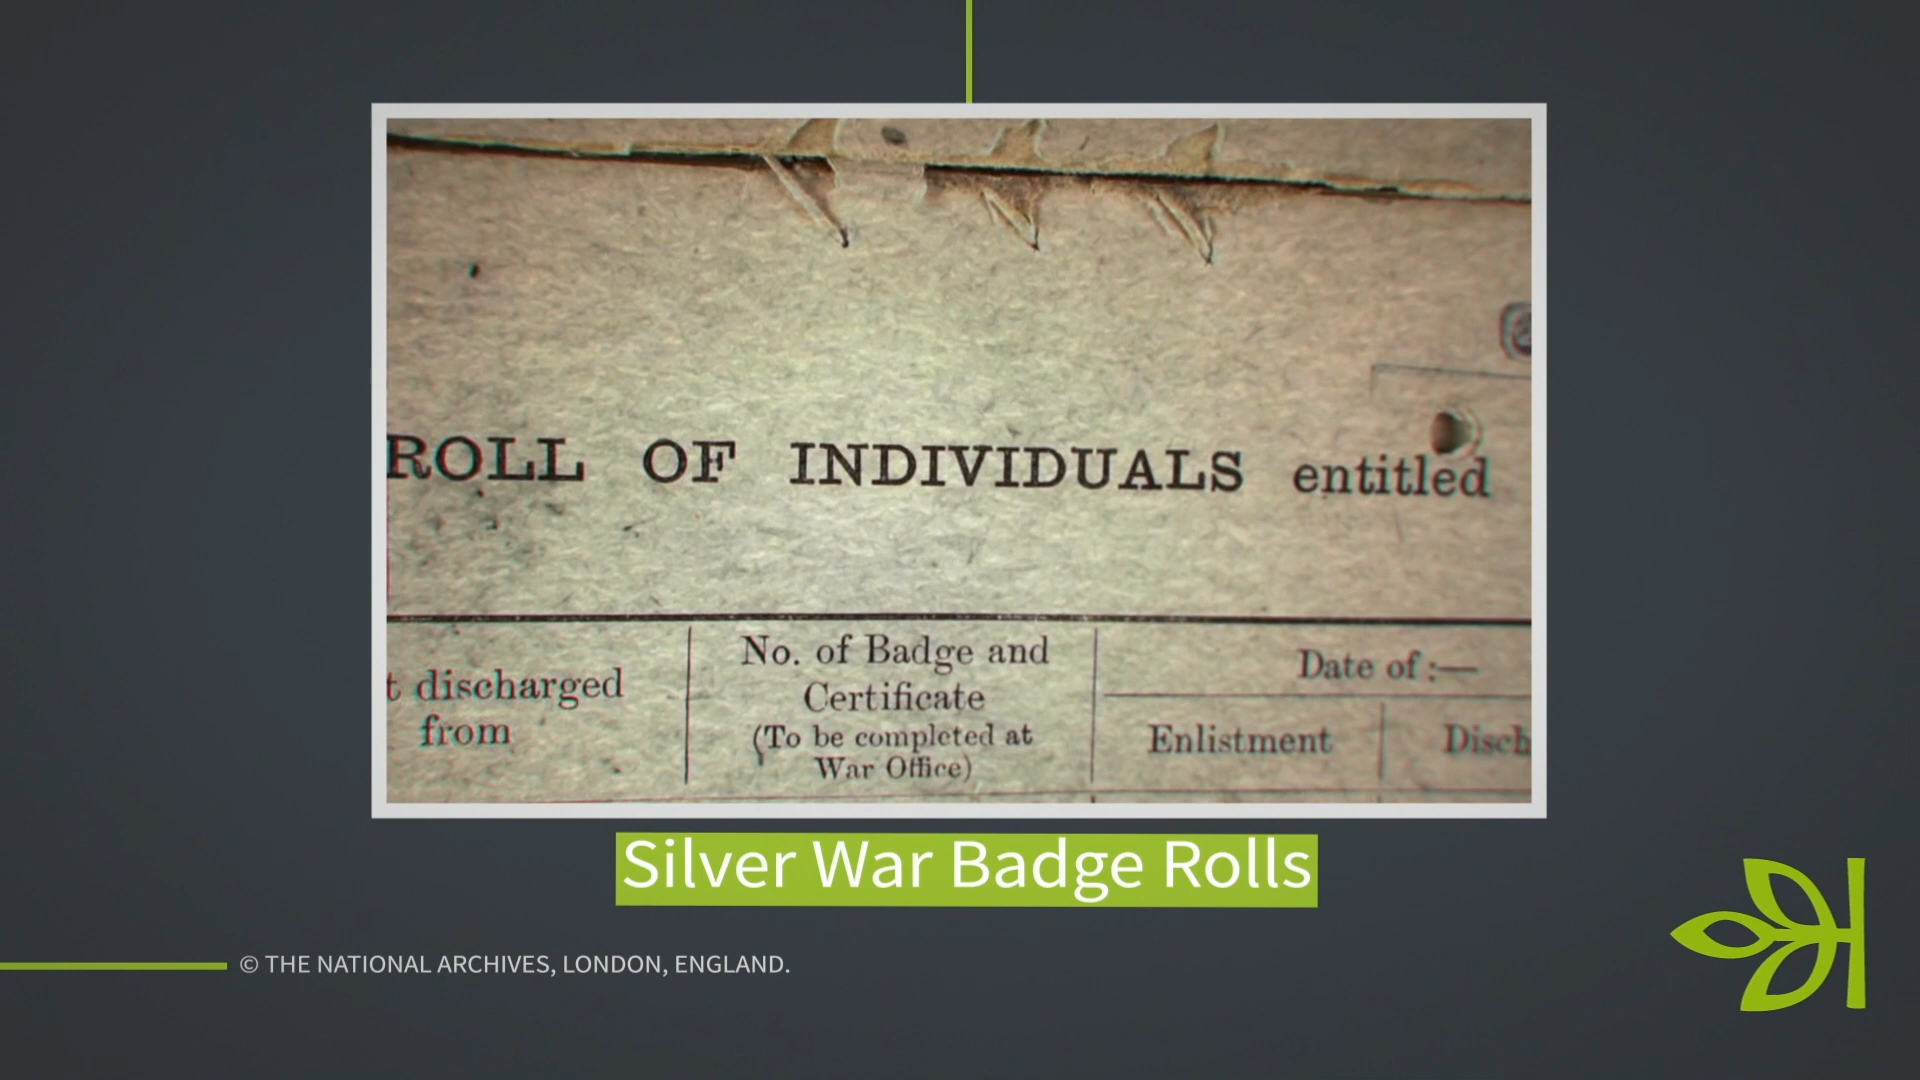 ROLL OF INDIVIDUALS entitled
t discharged
from
No. of Badge and
Certificate
(To be completed at
War Office)
Date of :—
Enlistment
Disch
Silver War Badge Rolls
© THE NATIONAL ARCHIVES, LONDON, ENGLAND.